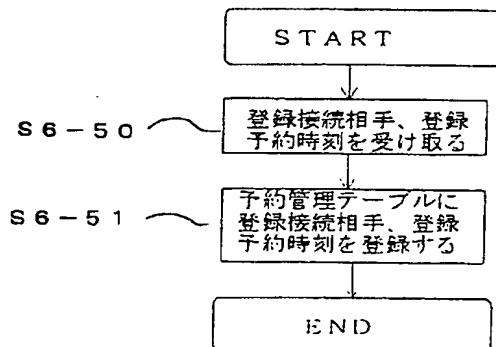 START
S6-50
登録接続相手、登録
予約時刻を受け取る
S6-51
予約管理テーブルに
登録接続相手、登録
予約時刻を登録する
END